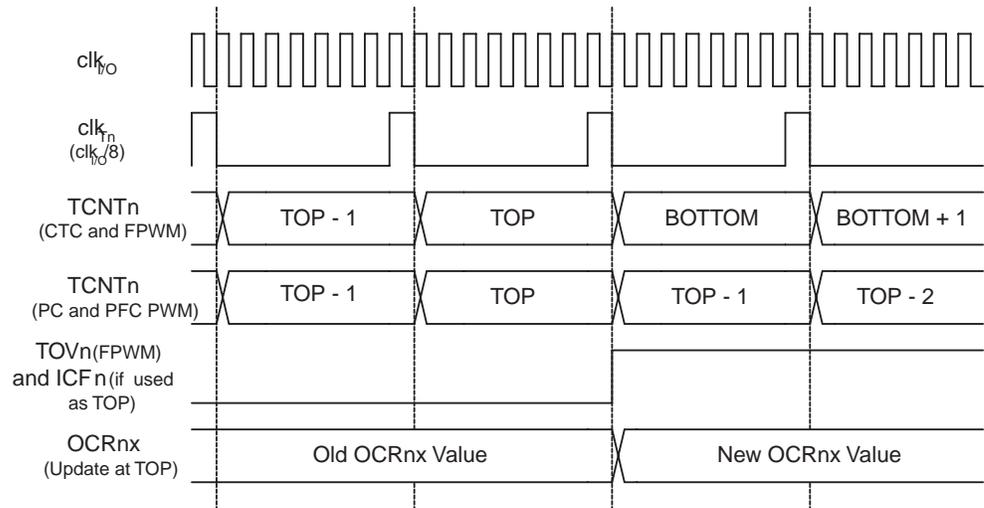 clkI/O
clkTn
(clkI/O/8)
TCNTn
(CTC and FPWM)
TOP - 1
TOP
BOTTOM
BOTTOM + 1
TCNTn
(PC and PFC PWM)
TOP - 1
TOP
TOP - 1
TOP - 2
TOVn(FPWM)
and ICFn(if used
as TOP)
OCRnx
(Update at TOP)
Old OCRnx Value
New OCRnx Value